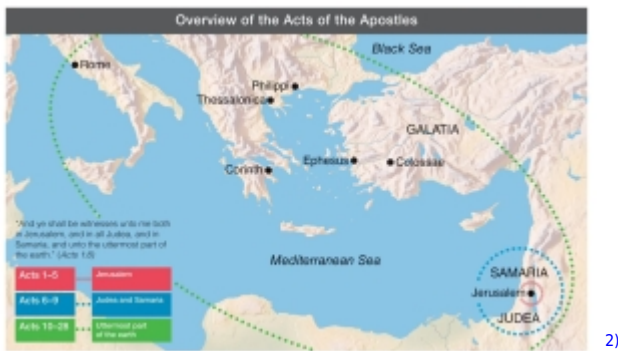 Overview of the Acts of the Apostles
Black Sea
Rome
Philippi
Thessalonica
GALATIA
Ephesus
Colossae
Corinth
"And ye shall be witnesses unto me both
in Jerusalem, and in all Judea, and in
Samaria, and unto the uttermost part of
the earth." (Acts 1:8)
Mediterranean Sea
SAMARIA
Jerusalem
JUDEA
Acts 1–5 Jerusalem
Acts 6–9 Judea and Samaria
Acts 10–28 Uttermost part
of the earth
2)